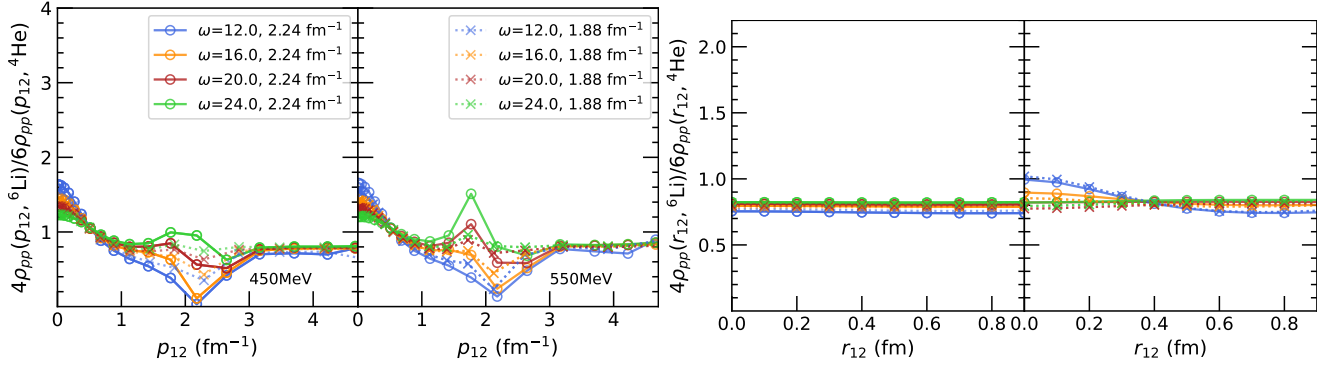 4ρpp(p12, ⁶Li)/6ρpp(p12, ⁴He)
4
3
2
1
0
ω=12.0, 2.24 fm⁻¹
ω=16.0, 2.24 fm⁻¹
ω=20.0, 2.24 fm⁻¹
ω=24.0, 2.24 fm⁻¹
450MeV
0 1 2 3 4
p12 (fm⁻¹)
ω=12.0, 1.88 fm⁻¹
ω=16.0, 1.88 fm⁻¹
ω=20.0, 1.88 fm⁻¹
ω=24.0, 1.88 fm⁻¹
550MeV
0 1 2 3 4
p12 (fm⁻¹)
4ρpp(r12, ⁶Li)/6ρpp(r12, ⁴He)
2.0
1.5
1.0
0.5
0.0 0.2 0.4 0.6 0.8
r12 (fm)
0.0 0.2 0.4 0.6 0.8
r12 (fm)